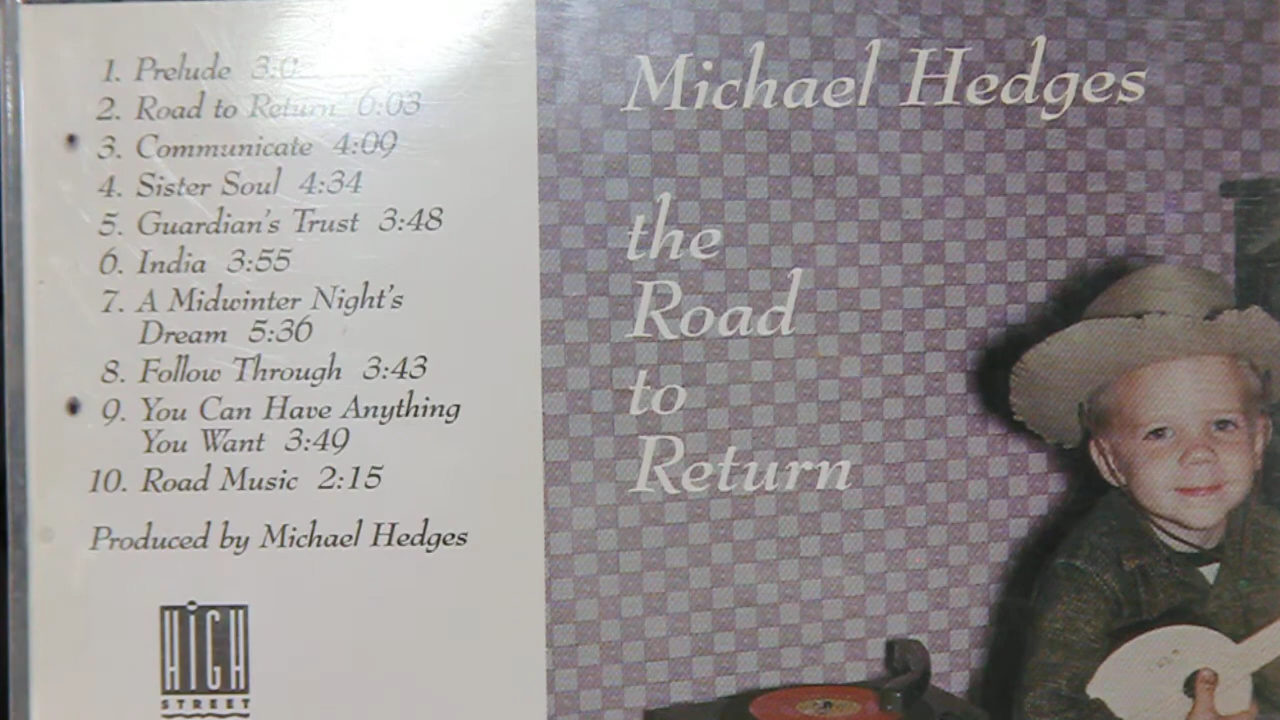 1. Prelude
2. Road to Return 6:03
3. Communicate 4:09
4. Sister Soul 4:34
5. Guardian's Trust 3:48
6. India 3:55
7. A Midwinter Night's
Dream 5:36
8. Follow Through 3:43
9. You Can Have Anything
You Want 3:49
10. Road Music 2:15
Produced by Michael Hedges
HiGH
STREET
Michael Hedges
the
Road
to
Return